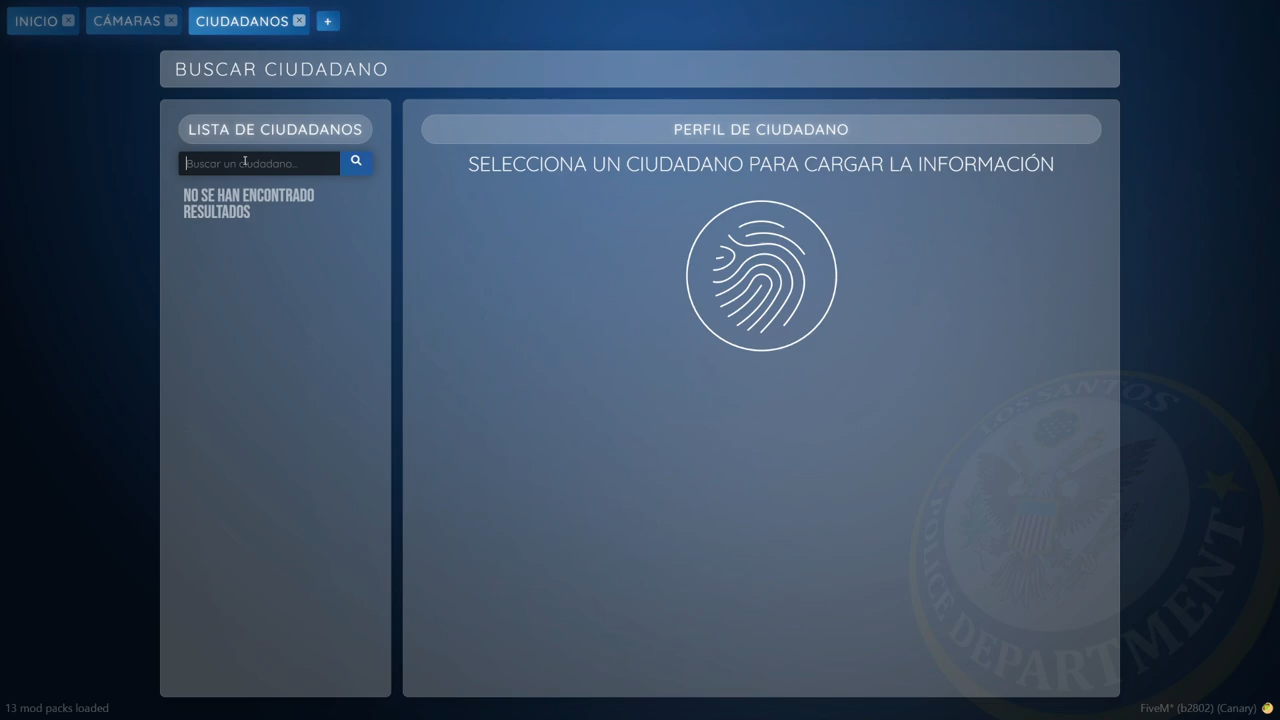 INICIO
CÁMARAS
CIUDADANOS
+
BUSCAR CIUDADANO
LISTA DE CIUDADANOS
Buscar un ciudadano...
NO SE HAN ENCONTRADO
RESULTADOS
PERFIL DE CIUDADANO
SELECCIONA UN CIUDADANO PARA CARGAR LA INFORMACIÓN
LOS SANTOS
POLICE DEPARTMENT
13 mod packs loaded
FiveM* (b2802) (Canary)